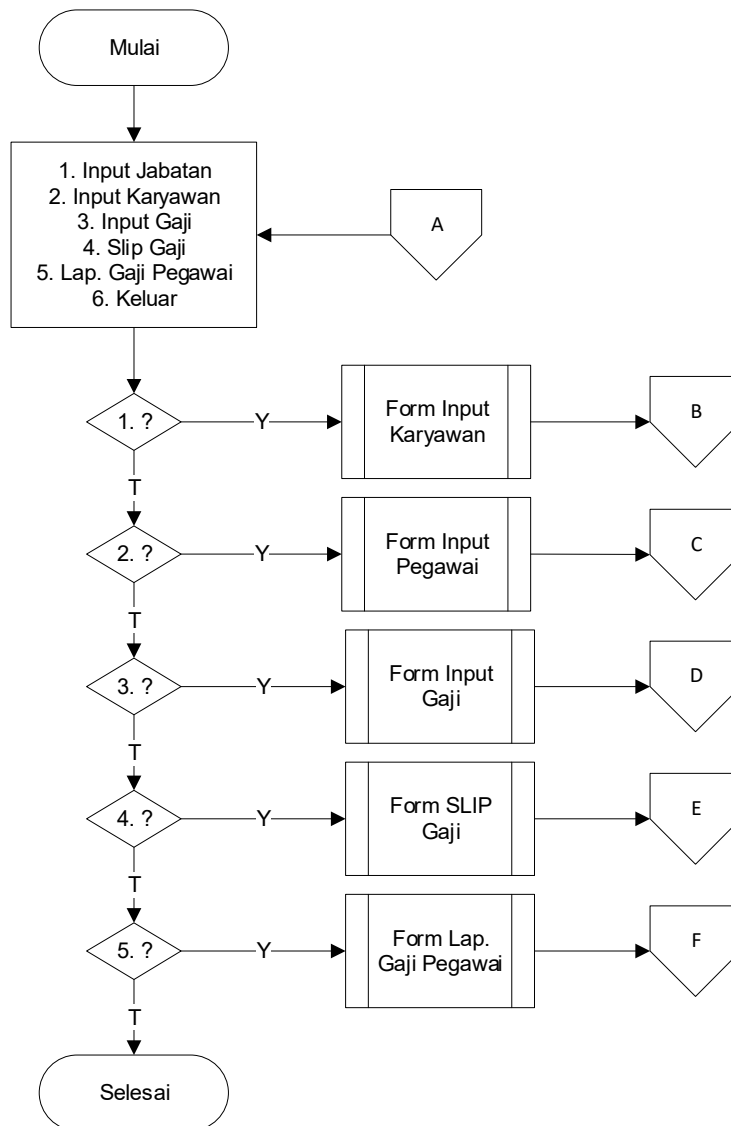 Mulai
1. Input Jabatan
2. Input Karyawan
3. Input Gaji
4. Slip Gaji
5. Lap. Gaji Pegawai
6. Keluar
A
1. ?
Y
Form Input
Karyawan
B
T
2. ?
Y
Form Input
Pegawai
C
T
3. ?
Y
Form Input
Gaji
D
T
4. ?
Y
Form SLIP
Gaji
E
T
5. ?
Y
Form Lap.
Gaji Pegawai
F
T
Selesai